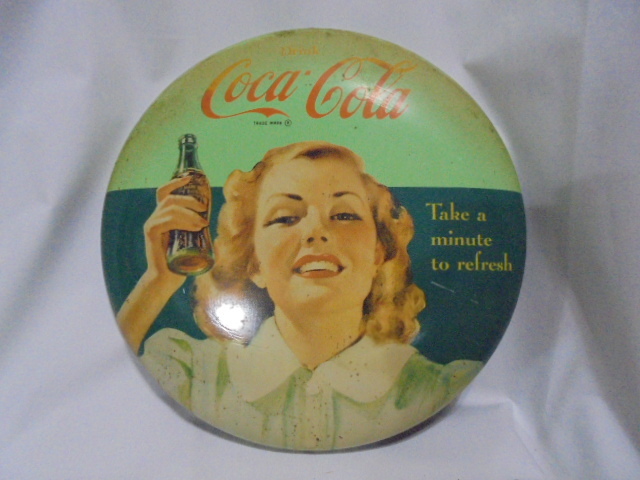 Drink
Coca-Cola
TRADE MARK ®
Take a
minute
to refresh